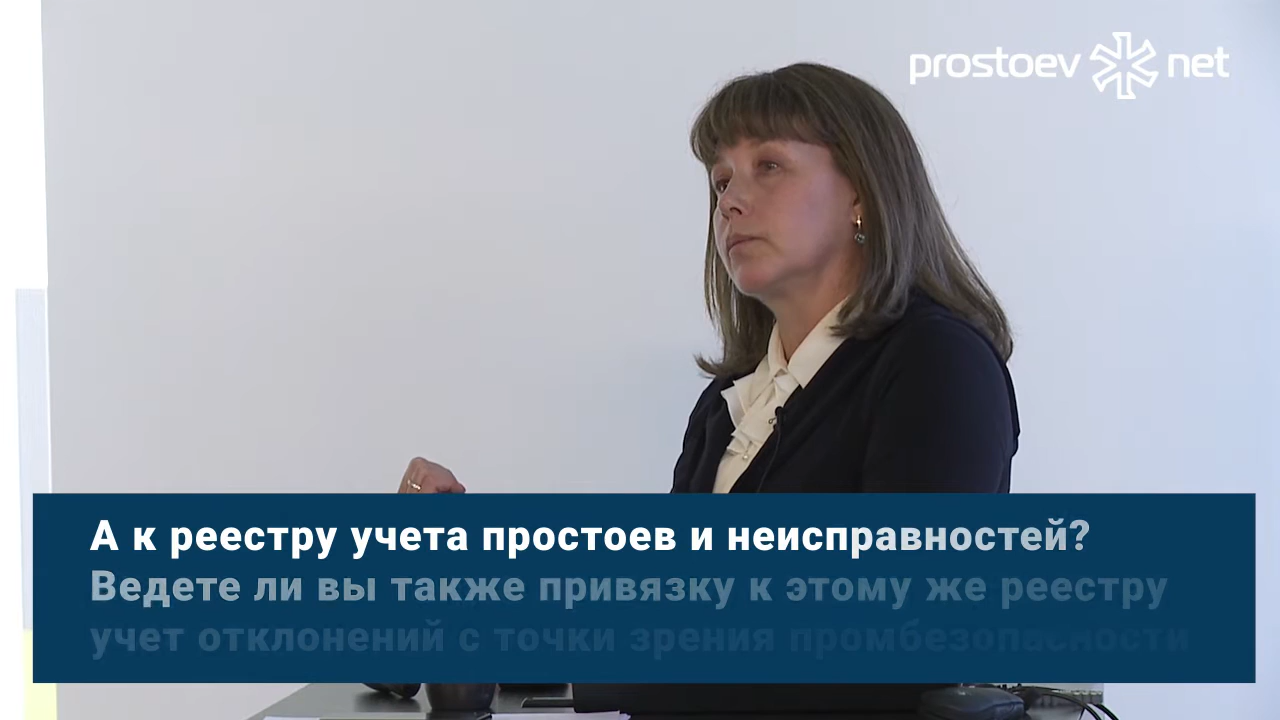 prostoev net
А к реестру учета простоев и неисправностей?
Ведете ли вы также привязку к этому же реестру
учет отклонений с точки зрения промбезопасности